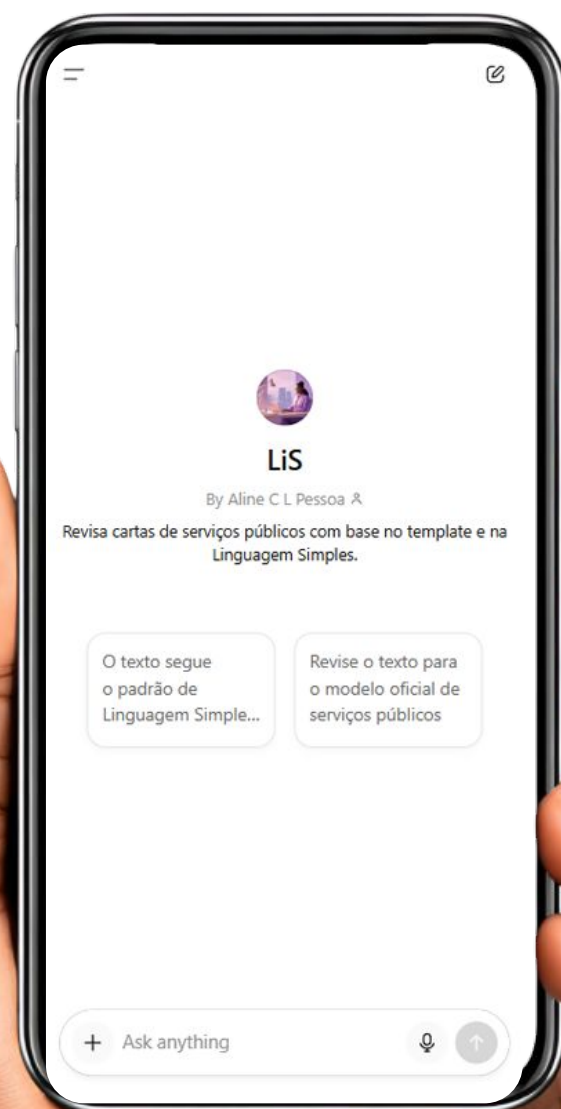 LiS
By Aline C L Pessoa
Revisa cartas de serviços públicos com base no template e na
Linguagem Simples.
O texto segue
o padrão de
Linguagem Simple...
Revise o texto para
o modelo oficial de
serviços públicos
Ask anything